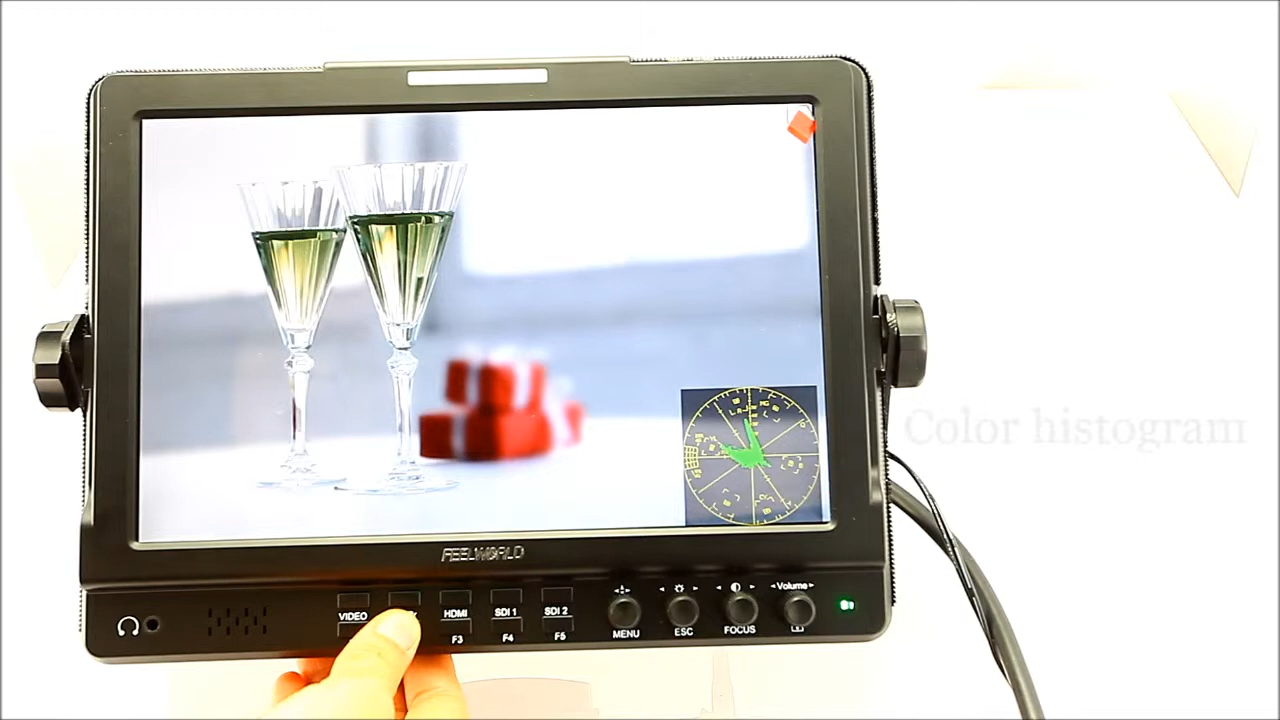 Color histogram
FEELWORLD
VIDEO
HDMI
SDI 1
SDI 2
F3
F4
F5
MENU
ESC
FOCUS
Volume